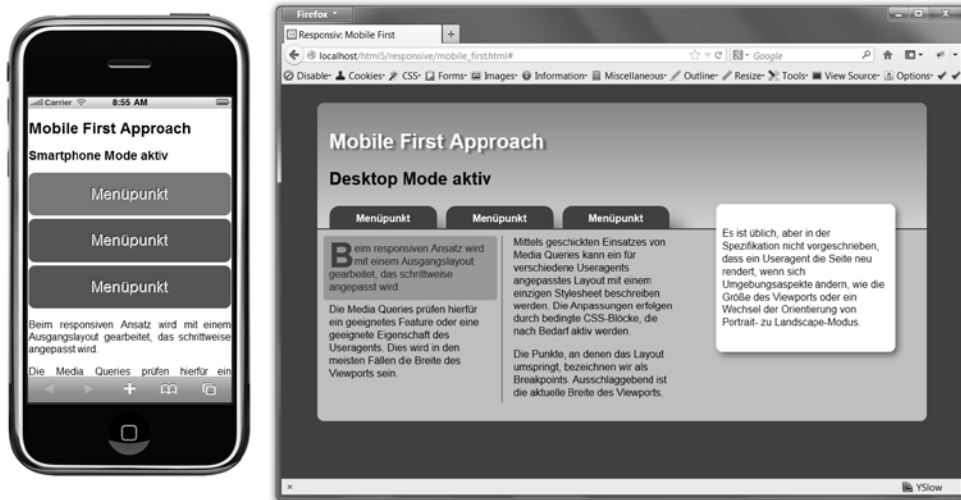 Carrier 8:55 AM
Mobile First Approach
Smartphone Mode aktiv
Menüpunkt
Menüpunkt
Menüpunkt
Beim responsiven Ansatz wird mit einem
Ausgangslayout gearbeitet, das schrittweise
angepasst wird.
Die Media Queries prüfen hierfür ein
Firefox
Responsiv: Mobile First
localhost/html5/responsive/mobile_first.html#
Google
Disable Cookies CSS Forms Images Information Miscellaneous Outline Resize Tools View Source Options
Mobile First Approach
Desktop Mode aktiv
Menüpunkt Menüpunkt Menüpunkt
Beim responsiven Ansatz wird
mit einem Ausgangslayout
gearbeitet, das schrittweise
angepasst wird.
Die Media Queries prüfen hierfür
ein geeignetes Feature oder eine
geeignete Eigenschaft des
Useragents. Dies wird in den
meisten Fällen die Breite des
Viewports sein.
Mittels geschickten Einsatzes von
Media Queries kann ein für
verschiedene Useragents
angepasstes Layout mit einem
einzigen Stylesheet beschreiben
werden. Die Anpassungen erfolgen
durch bedingte CSS-Blöcke, die
nach Bedarf aktiv werden.
Die Punkte, an denen das Layout
umspringt, bezeichnen wir als
Breakpoints. Ausschlaggebend ist
die aktuelle Breite des Viewports.
Es ist üblich, aber in der
Spezifikation nicht vorgeschrieben,
dass ein Useragent die Seite neu
rendert, wenn sich
Umgebungsaspekte ändern, wie die
Größe des Viewports oder ein
Wechsel der Orientierung von
Portrait- zu Landscape-Modus.
YSlow